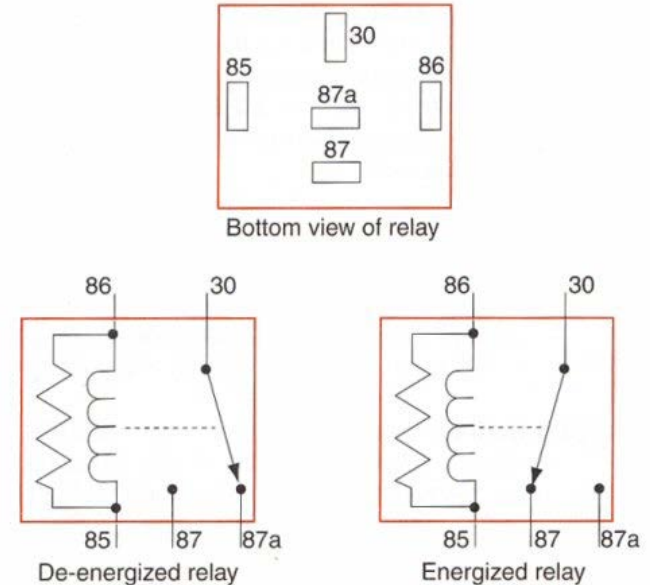 30
85 86
87a
87
Bottom view of relay
86 30 86 30
85 87 87a 85 87 87a
De-energized relay Energized relay